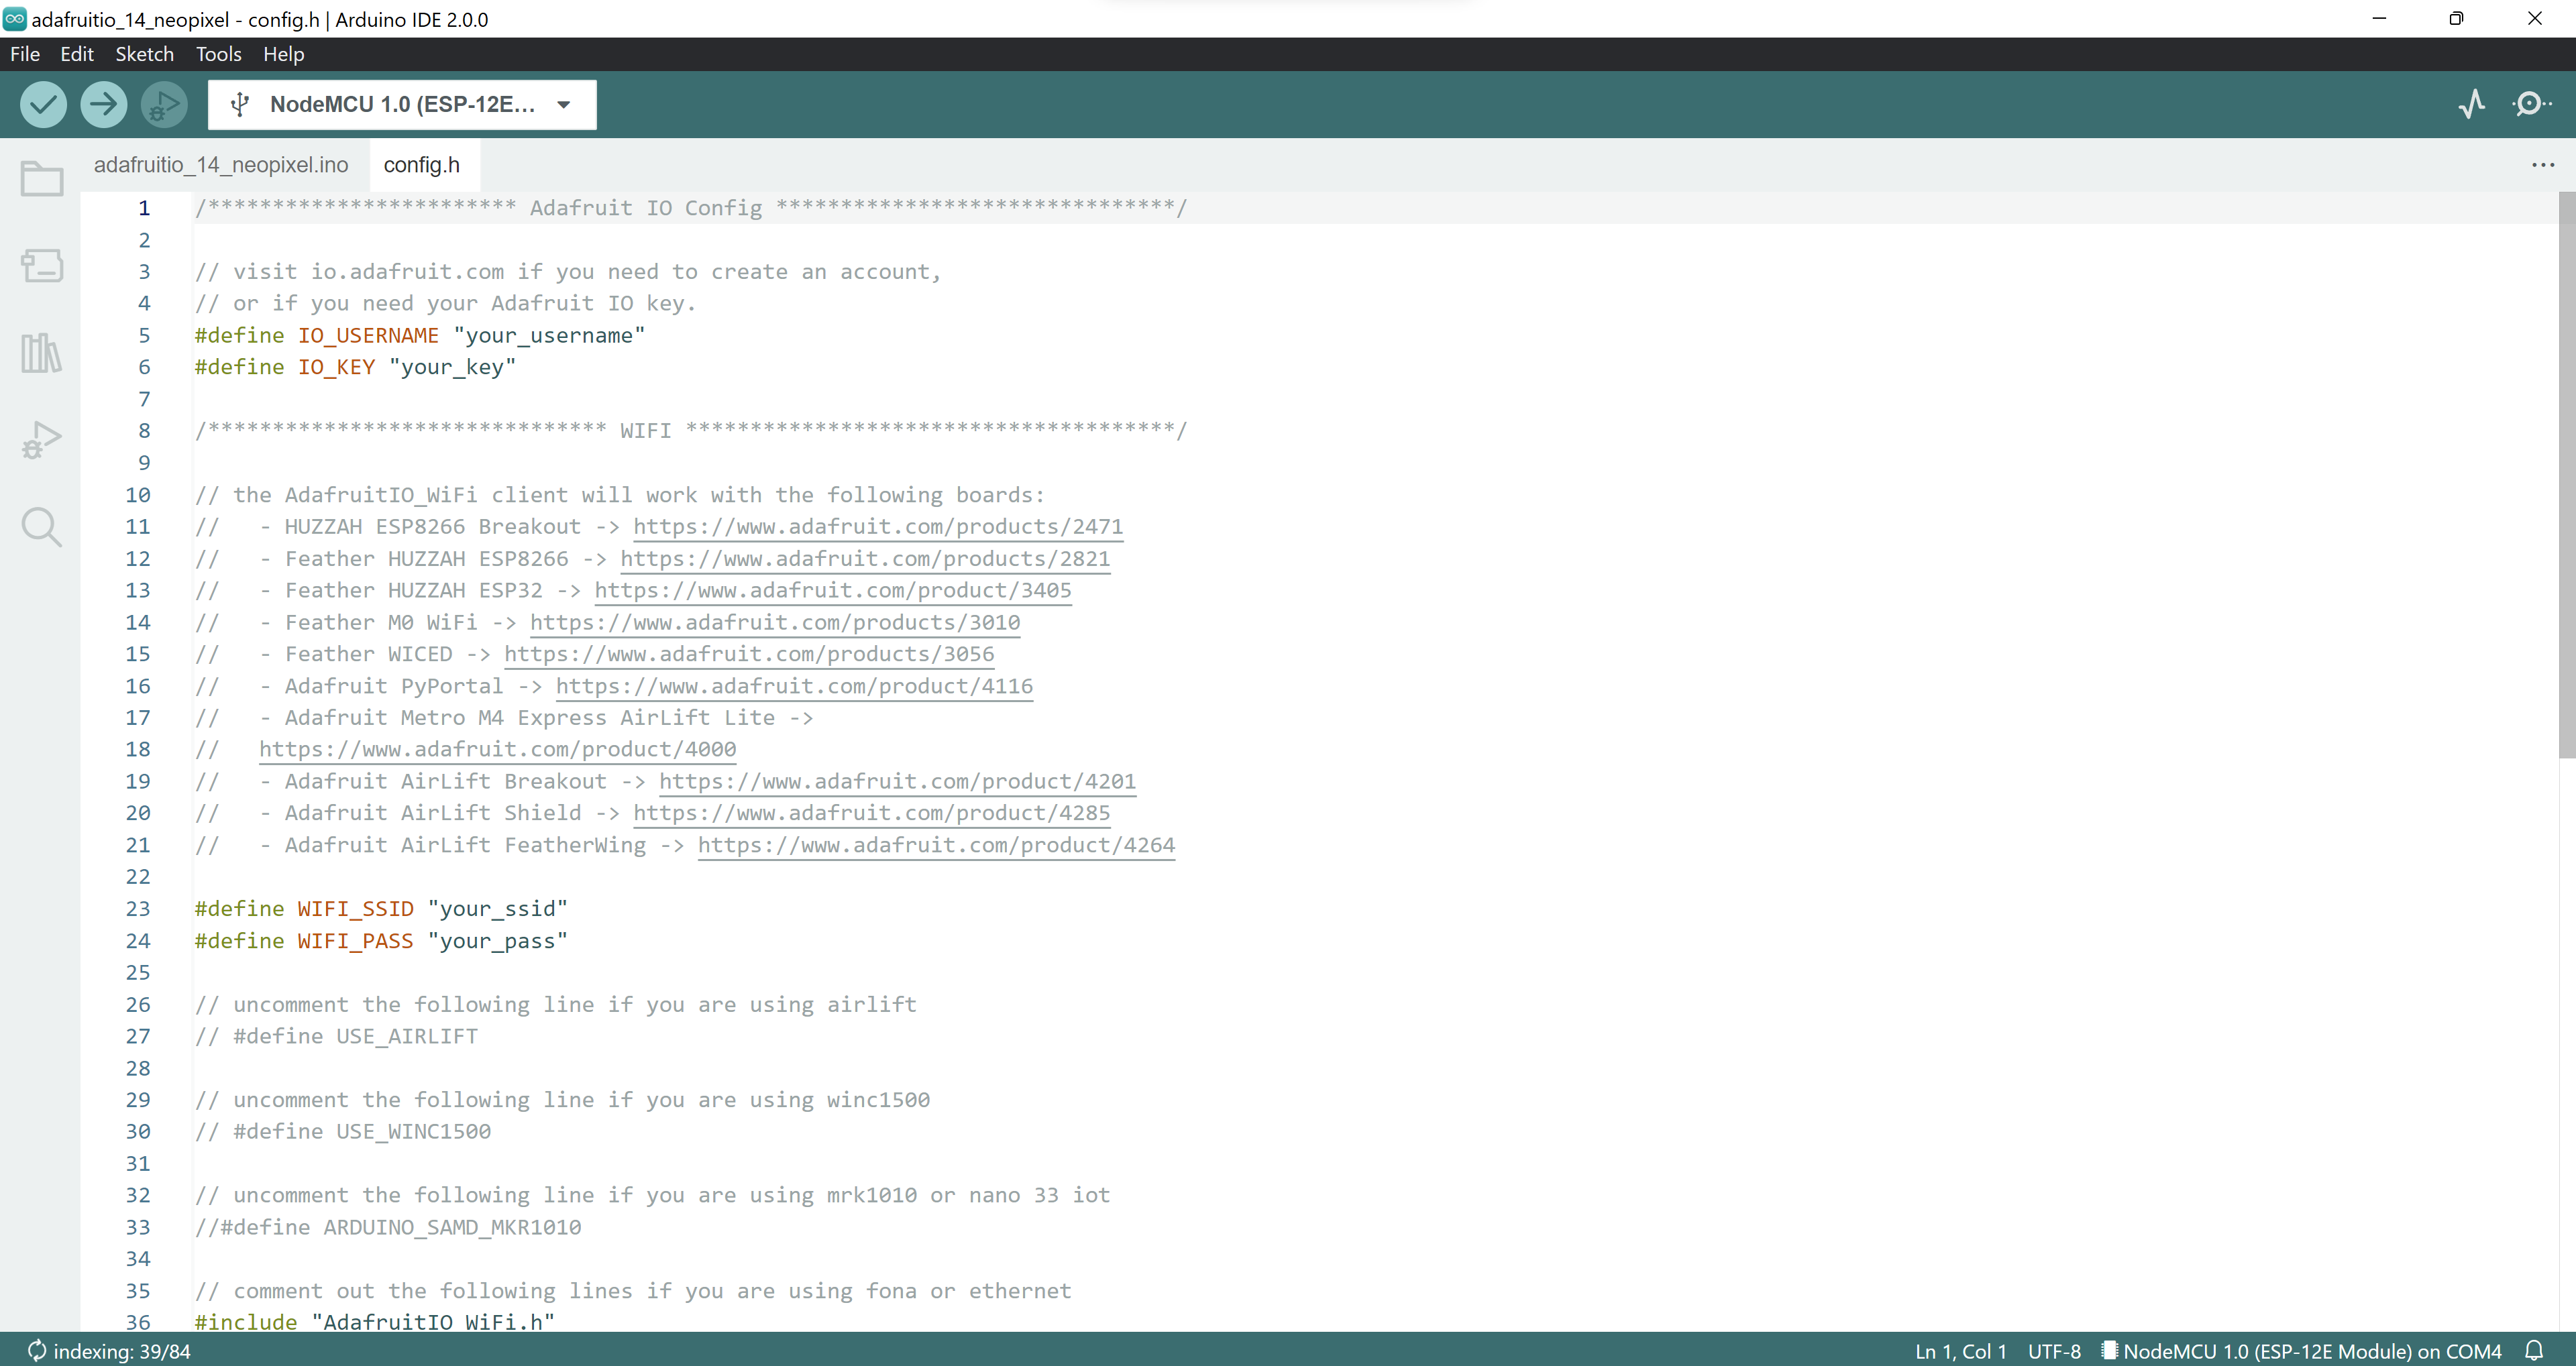 adafruitio_14_neopixel - config.h | Arduino IDE 2.0.0
File Edit Sketch Tools Help
NodeMCU 1.0 (ESP-12E...
adafruitio_14_neopixel.ino config.h
1 /************************ Adafruit IO Config *******************************/
2
3 // visit io.adafruit.com if you need to create an account,
4 // or if you need your Adafruit IO key.
5 #define IO_USERNAME "your_username"
6 #define IO_KEY "your_key"
7
8 /******************************* WIFI **************************************/
9
10 // the AdafruitIO_WiFi client will work with the following boards:
11 //   - HUZZAH ESP8266 Breakout -> https://www.adafruit.com/products/2471
12 //   - Feather HUZZAH ESP8266 -> https://www.adafruit.com/products/2821
13 //   - Feather HUZZAH ESP32 -> https://www.adafruit.com/product/3405
14 //   - Feather M0 WiFi -> https://www.adafruit.com/products/3010
15 //   - Feather WICED -> https://www.adafruit.com/products/3056
16 //   - Adafruit PyPortal -> https://www.adafruit.com/product/4116
17 //   - Adafruit Metro M4 Express AirLift Lite ->
18 //   https://www.adafruit.com/product/4000
19 //   - Adafruit AirLift Breakout -> https://www.adafruit.com/product/4201
20 //   - Adafruit AirLift Shield -> https://www.adafruit.com/product/4285
21 //   - Adafruit AirLift FeatherWing -> https://www.adafruit.com/product/4264
22
23 #define WIFI_SSID "your_ssid"
24 #define WIFI_PASS "your_pass"
25
26 // uncomment the following line if you are using airlift
27 // #define USE_AIRLIFT
28
29 // uncomment the following line if you are using winc1500
30 // #define USE_WINC1500
31
32 // uncomment the following line if you are using mrk1010 or nano 33 iot
33 //#define ARDUINO_SAMD_MKR1010
34
35 // comment out the following lines if you are using fona or ethernet
36 #include "AdafruitIO_WiFi.h"
indexing: 39/84 Ln 1, Col 1 UTF-8 NodeMCU 1.0 (ESP-12E Module) on COM4